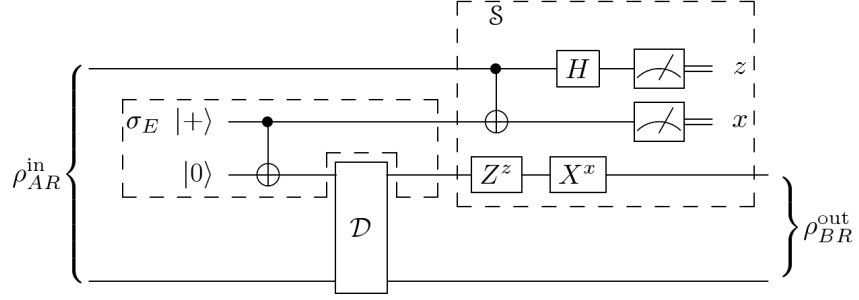 𝒮
H z
σ_E |+⟩ x
ρ^in_AR |0⟩ Z^z X^x
𝒟 ρ^out_BR